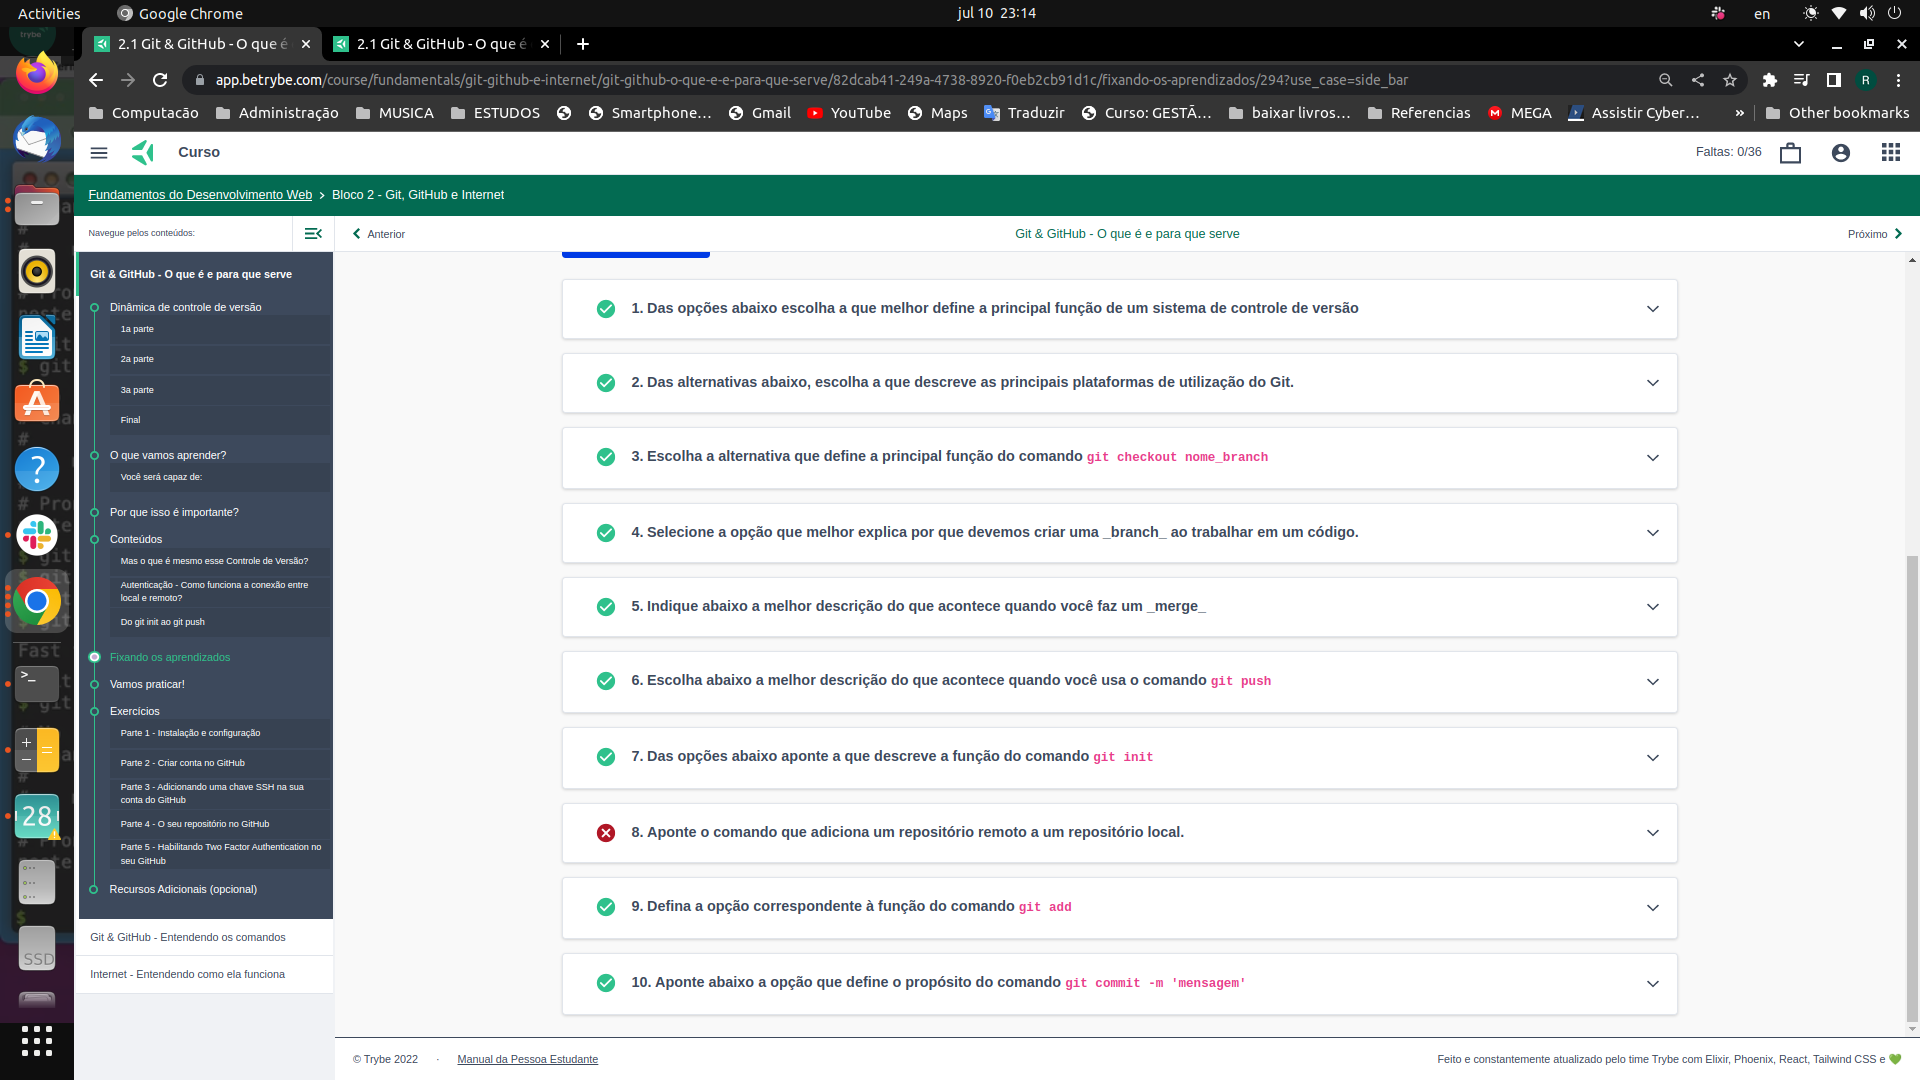 Activities
Google Chrome
jul 10 23:14
en
2.1 Git & GitHub - O que é
2.1 Git & GitHub - O que é
app.betrybe.com/course/fundamentals/git-github-e-internet/git-github-o-que-e-e-para-que-serve/82dcab41-249a-4738-8920-f0eb2cb91d1c/fixando-os-aprendizados/294?use_case=side_bar
R
Computacão
Administração
MUSICA
ESTUDOS
Smartphone...
Gmail
YouTube
Maps
Traduzir
Curso: GESTÃ...
baixar livros...
Referencias
MEGA
Assistir Cyber...
»
Other bookmarks
Curso
Faltas: 0/36
Fundamentos do Desenvolvimento Web > Bloco 2 - Git, GitHub e Internet
Navegue pelos conteúdos:
Anterior
Git & GitHub - O que é e para que serve
Próximo
Git & GitHub - O que é e para que serve
Dinâmica de controle de versão
1a parte
2a parte
3a parte
Final
O que vamos aprender?
Você será capaz de:
Por que isso é importante?
Conteúdos
Mas o que é mesmo esse Controle de Versão?
Autenticação - Como funciona a conexão entre
local e remoto?
Do git init ao git push
Fixando os aprendizados
Vamos praticar!
Exercícios
Parte 1 - Instalação e configuração
Parte 2 - Criar conta no GitHub
Parte 3 - Adicionando uma chave SSH na sua
conta do GitHub
Parte 4 - O seu repositório no GitHub
Parte 5 - Habilitando Two Factor Authentication no
seu GitHub
Recursos Adicionais (opcional)
Git & GitHub - Entendendo os comandos
Internet - Entendendo como ela funciona
1. Das opções abaixo escolha a que melhor define a principal função de um sistema de controle de versão
2. Das alternativas abaixo, escolha a que descreve as principais plataformas de utilização do Git.
3. Escolha a alternativa que define a principal função do comando git checkout nome_branch
4. Selecione a opção que melhor explica por que devemos criar uma _branch_ ao trabalhar em um código.
5. Indique abaixo a melhor descrição do que acontece quando você faz um _merge_
6. Escolha abaixo a melhor descrição do que acontece quando você usa o comando git push
7. Das opções abaixo aponte a que descreve a função do comando git init
8. Aponte o comando que adiciona um repositório remoto a um repositório local.
9. Defina a opção correspondente à função do comando git add
10. Aponte abaixo a opção que define o propósito do comando git commit -m 'mensagem'
© Trybe 2022 · Manual da Pessoa Estudante
Feito e constantemente atualizado pelo time Trybe com Elixir, Phoenix, React, Tailwind CSS e 💚
28
SSD